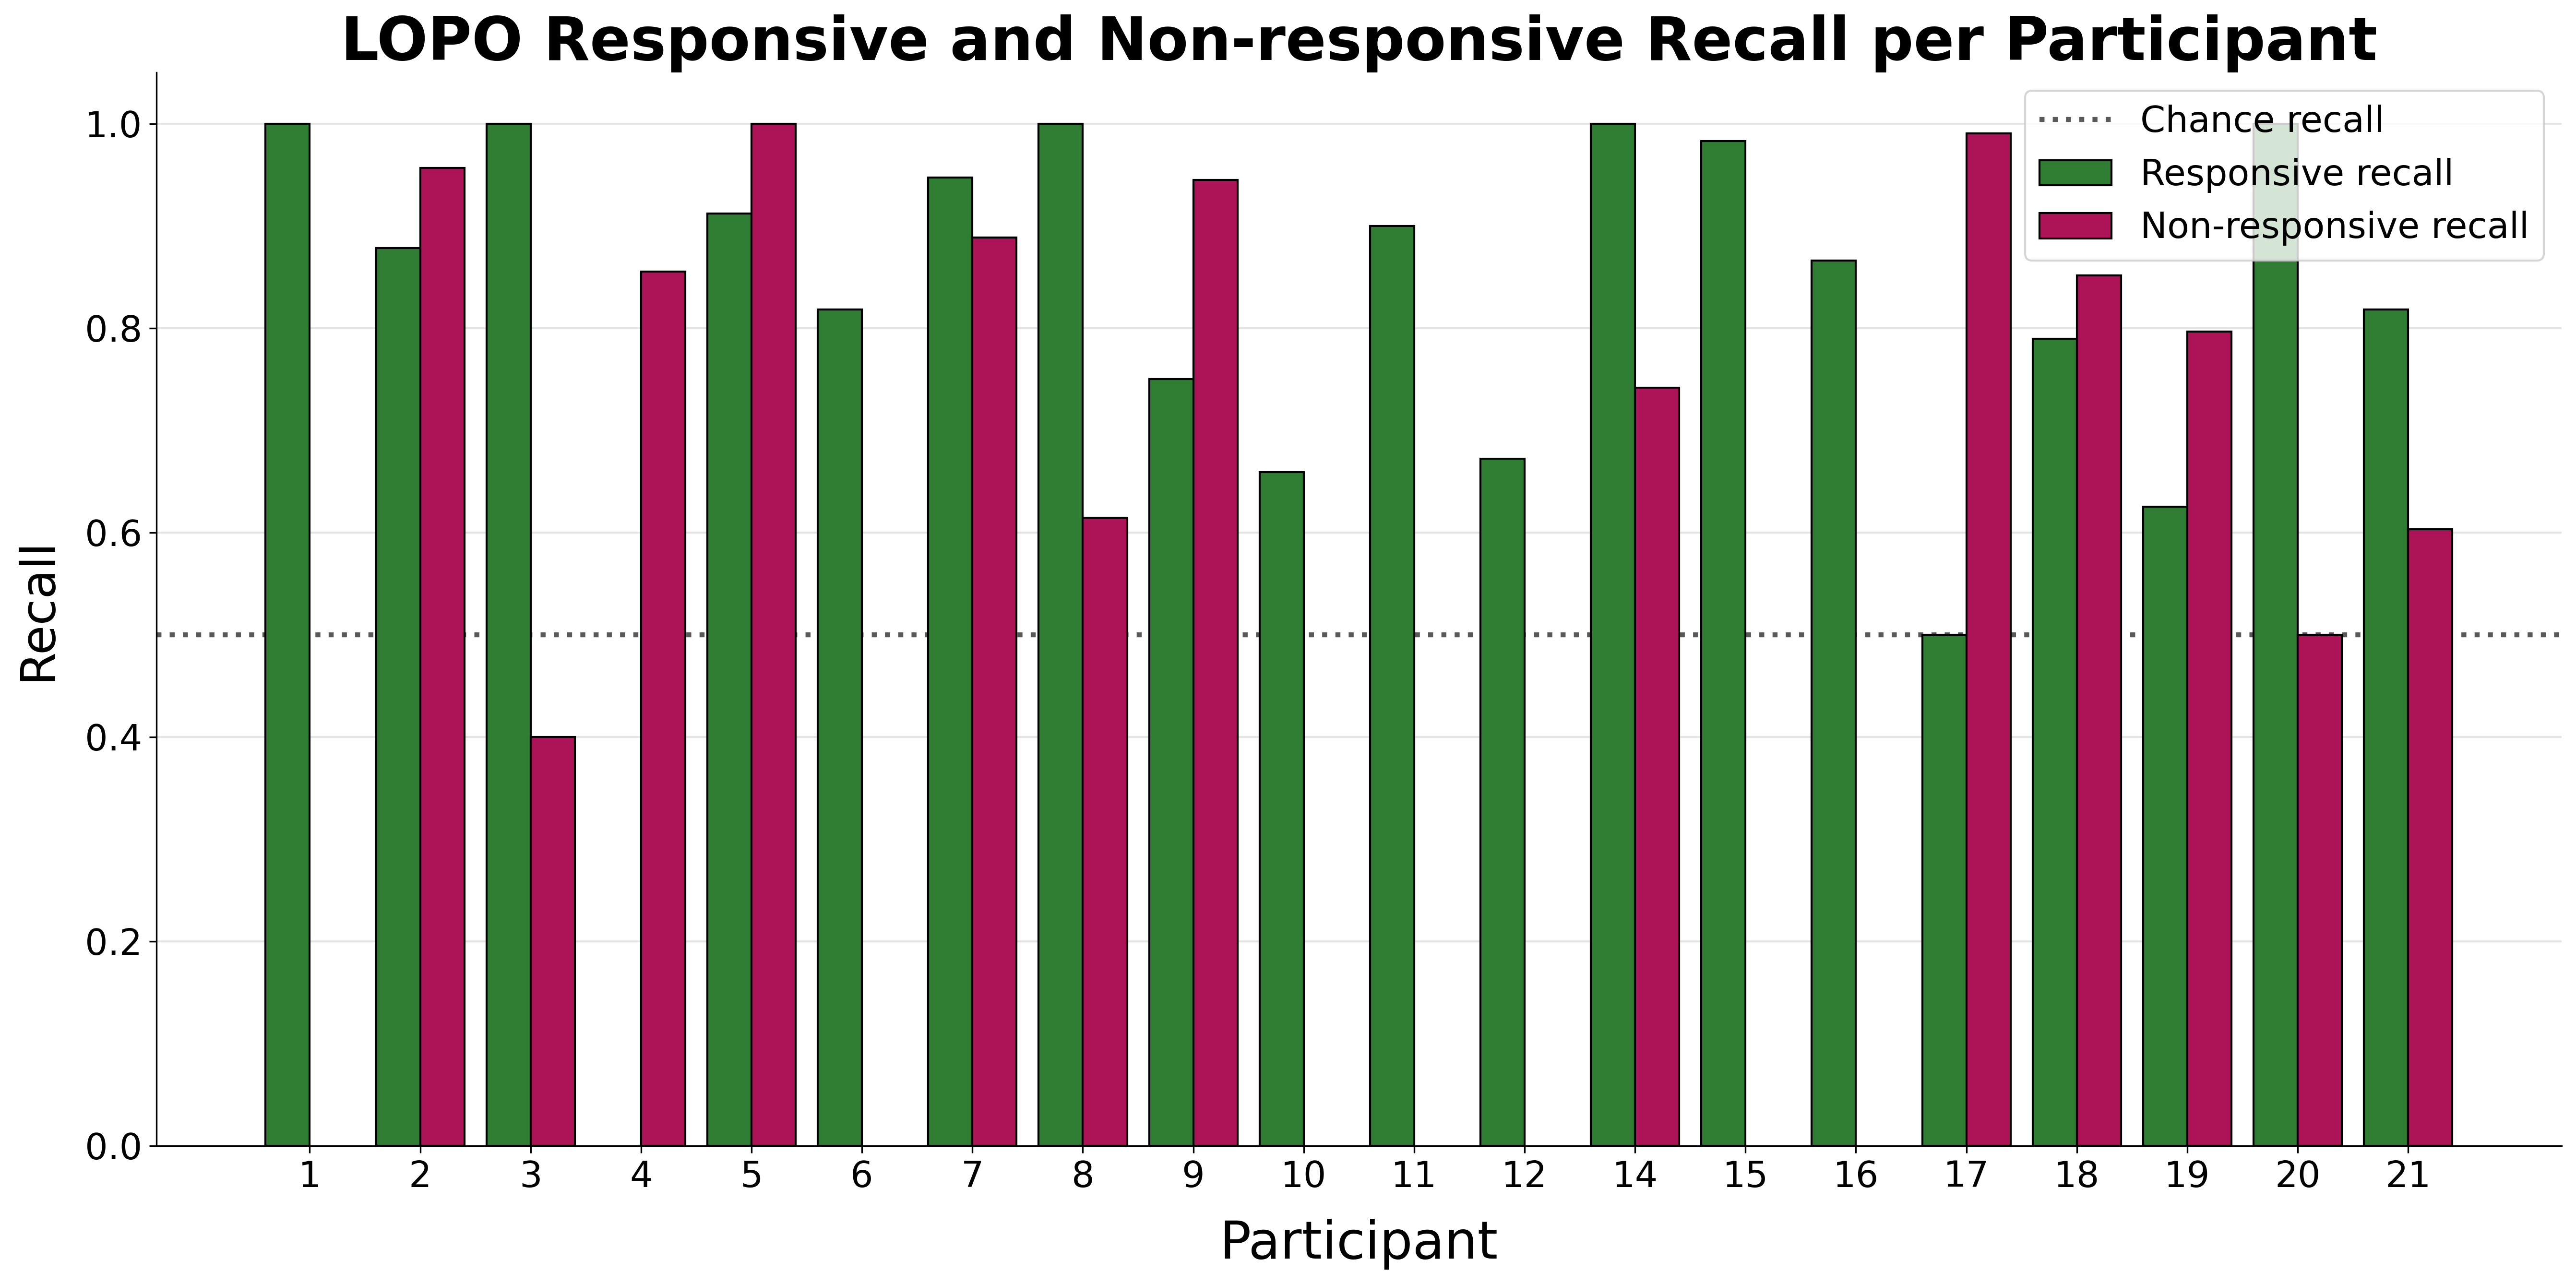 LOPO Responsive and Non-responsive Recall per Participant
Chance recall
Responsive recall
Non-responsive recall
Recall
1.0
0.8
0.6
0.4
0.2
0.0
1 2 3 4 5 6 7 8 9 10 11 12 14 15 16 17 18 19 20 21
Participant